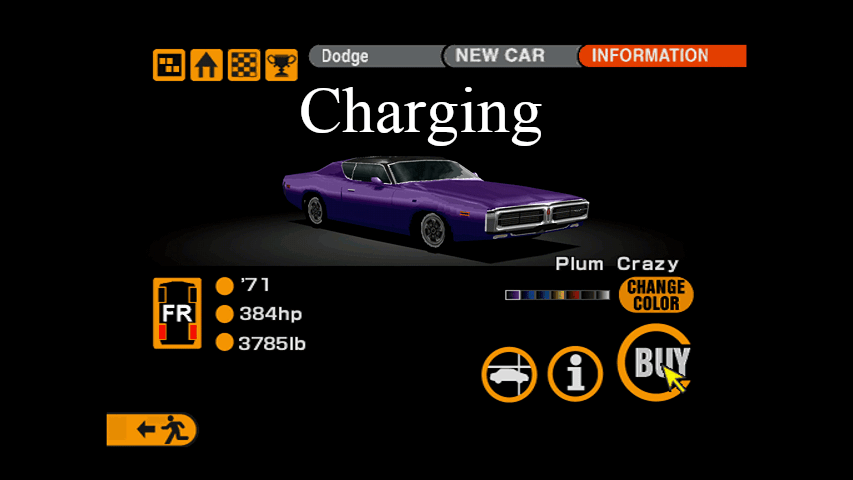 Dodge NEW CAR INFORMATION
Charging
Plum Crazy
CHANGE
COLOR
FR
'71
384hp
3785lb
i
BUY